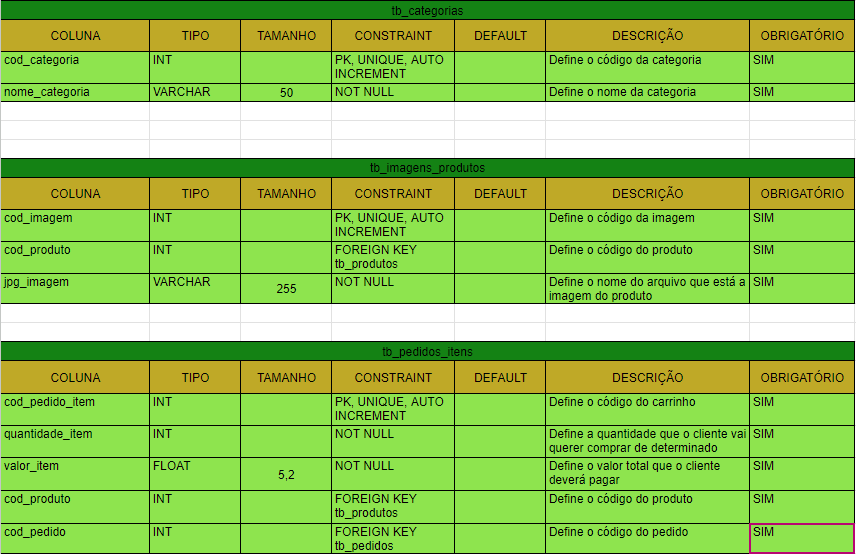 tb_categorias
COLUNA TIPO TAMANHO CONSTRAINT DEFAULT DESCRIÇÃO OBRIGATÓRIO
cod_categoria INT PK, UNIQUE, AUTO INCREMENT Define o código da categoria SIM
nome_categoria VARCHAR 50 NOT NULL Define o nome da categoria SIM
tb_imagens_produtos
COLUNA TIPO TAMANHO CONSTRAINT DEFAULT DESCRIÇÃO OBRIGATÓRIO
cod_imagem INT PK, UNIQUE, AUTO INCREMENT Define o código da imagem SIM
cod_produto INT FOREIGN KEY tb_produtos Define o código do produto SIM
jpg_imagem VARCHAR 255 NOT NULL Define o nome do arquivo que está a imagem do produto SIM
tb_pedidos_itens
COLUNA TIPO TAMANHO CONSTRAINT DEFAULT DESCRIÇÃO OBRIGATÓRIO
cod_pedido_item INT PK, UNIQUE, AUTO INCREMENT Define o código do carrinho SIM
quantidade_item INT NOT NULL Define a quantidade que o cliente vai querer comprar de determinado SIM
valor_item FLOAT 5,2 NOT NULL Define o valor total que o cliente deverá pagar SIM
cod_produto INT FOREIGN KEY tb_produtos Define o código do produto SIM
cod_pedido INT FOREIGN KEY tb_pedidos Define o código do pedido SIM